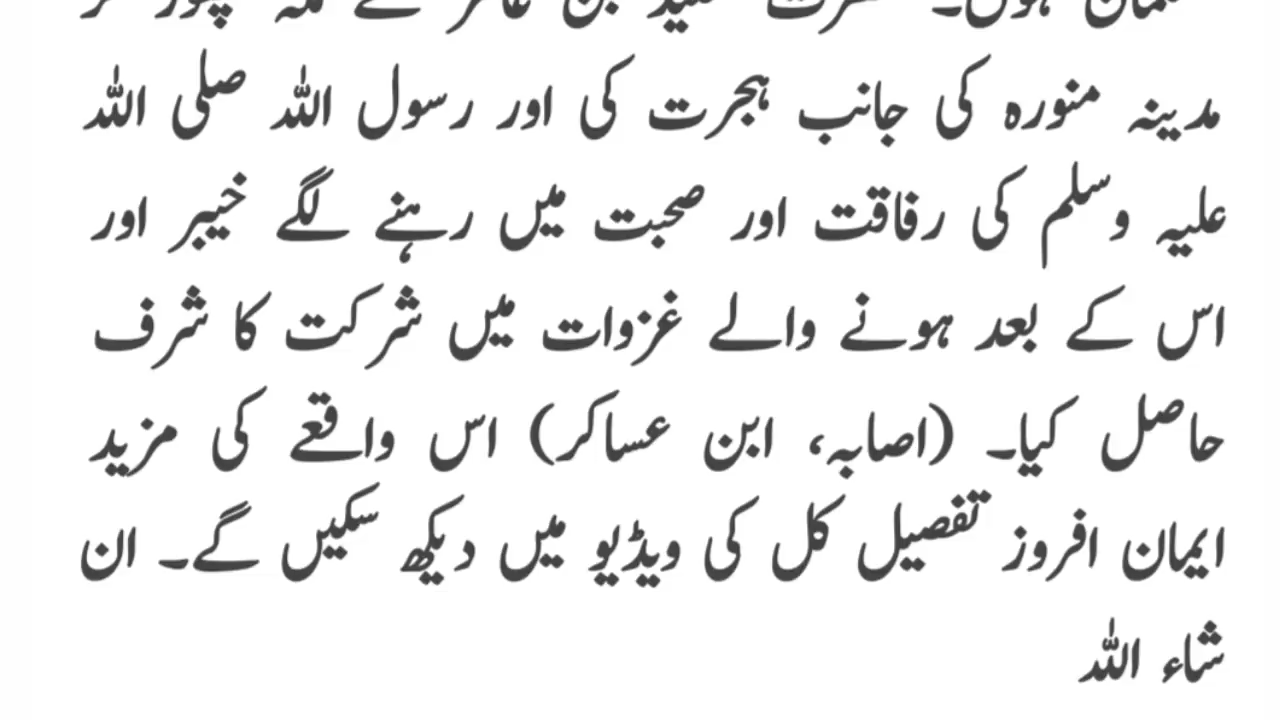 مدینہ منورہ کی جانب ہجرت کی اور رسول اللہ صلی اللہ
علیہ وسلم کی رفاقت اور صحبت میں رہنے لگے خیبر اور
اس کے بعد ہونے والے غزوات میں شرکت کا شرف
حاصل کیا۔ (اصابہ، ابن عساکر) اس واقعے کی مزید
ایمان افروز تفصیل کل کی ویڈیو میں دیکھ سکیں گے۔ ان
شاء اللہ